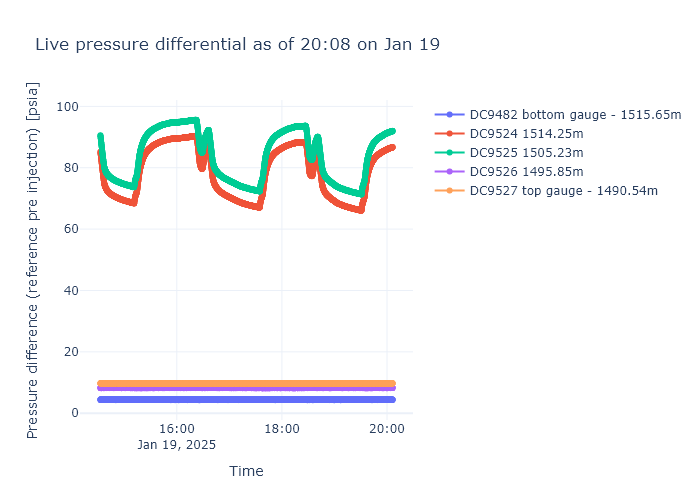 Live pressure differential as of 20:08 on Jan 19
Pressure difference (reference pre injection) [psia]
100
80
60
40
20
0
16:00
Jan 19, 2025
18:00
20:00
Time
DC9482 bottom gauge - 1515.65m
DC9524 1514.25m
DC9525 1505.23m
DC9526 1495.85m
DC9527 top gauge - 1490.54m